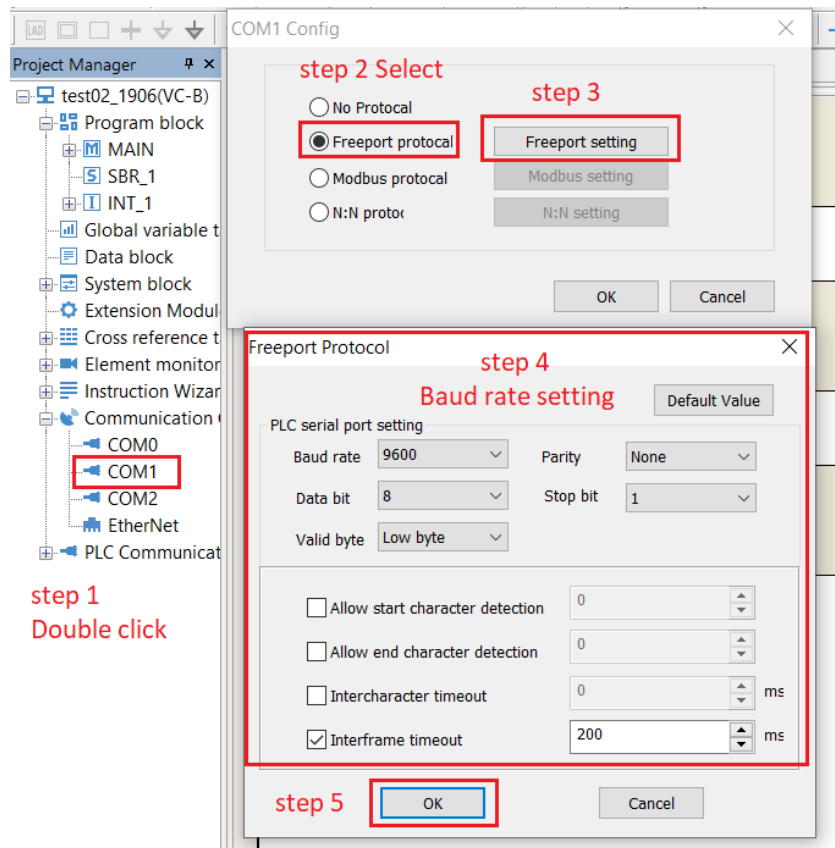 LAD
COM1 Config
Project Manager
step 2 Select
step 3
test02_1906(VC-B)
Program block
MAIN
SBR_1
INT_1
Global variable t
Data block
System block
Extension Modul
Cross reference t
Element monitor
Instruction Wizar
Communication
COM0
COM1
COM2
EtherNet
PLC Communicat
No Protocal
Freeport protocal
Freeport setting
Modbus protocal
Modbus setting
N:N protoc
N:N setting
OK
Cancel
step 1
Double click
Freeport Protocol
step 4
Baud rate setting
Default Value
PLC serial port setting
Baud rate
9600
Parity
None
Data bit
8
Stop bit
1
Valid byte
Low byte
Allow start character detection
0
Allow end character detection
0
Intercharacter timeout
0
ms
Interframe timeout
200
ms
step 5
OK
Cancel